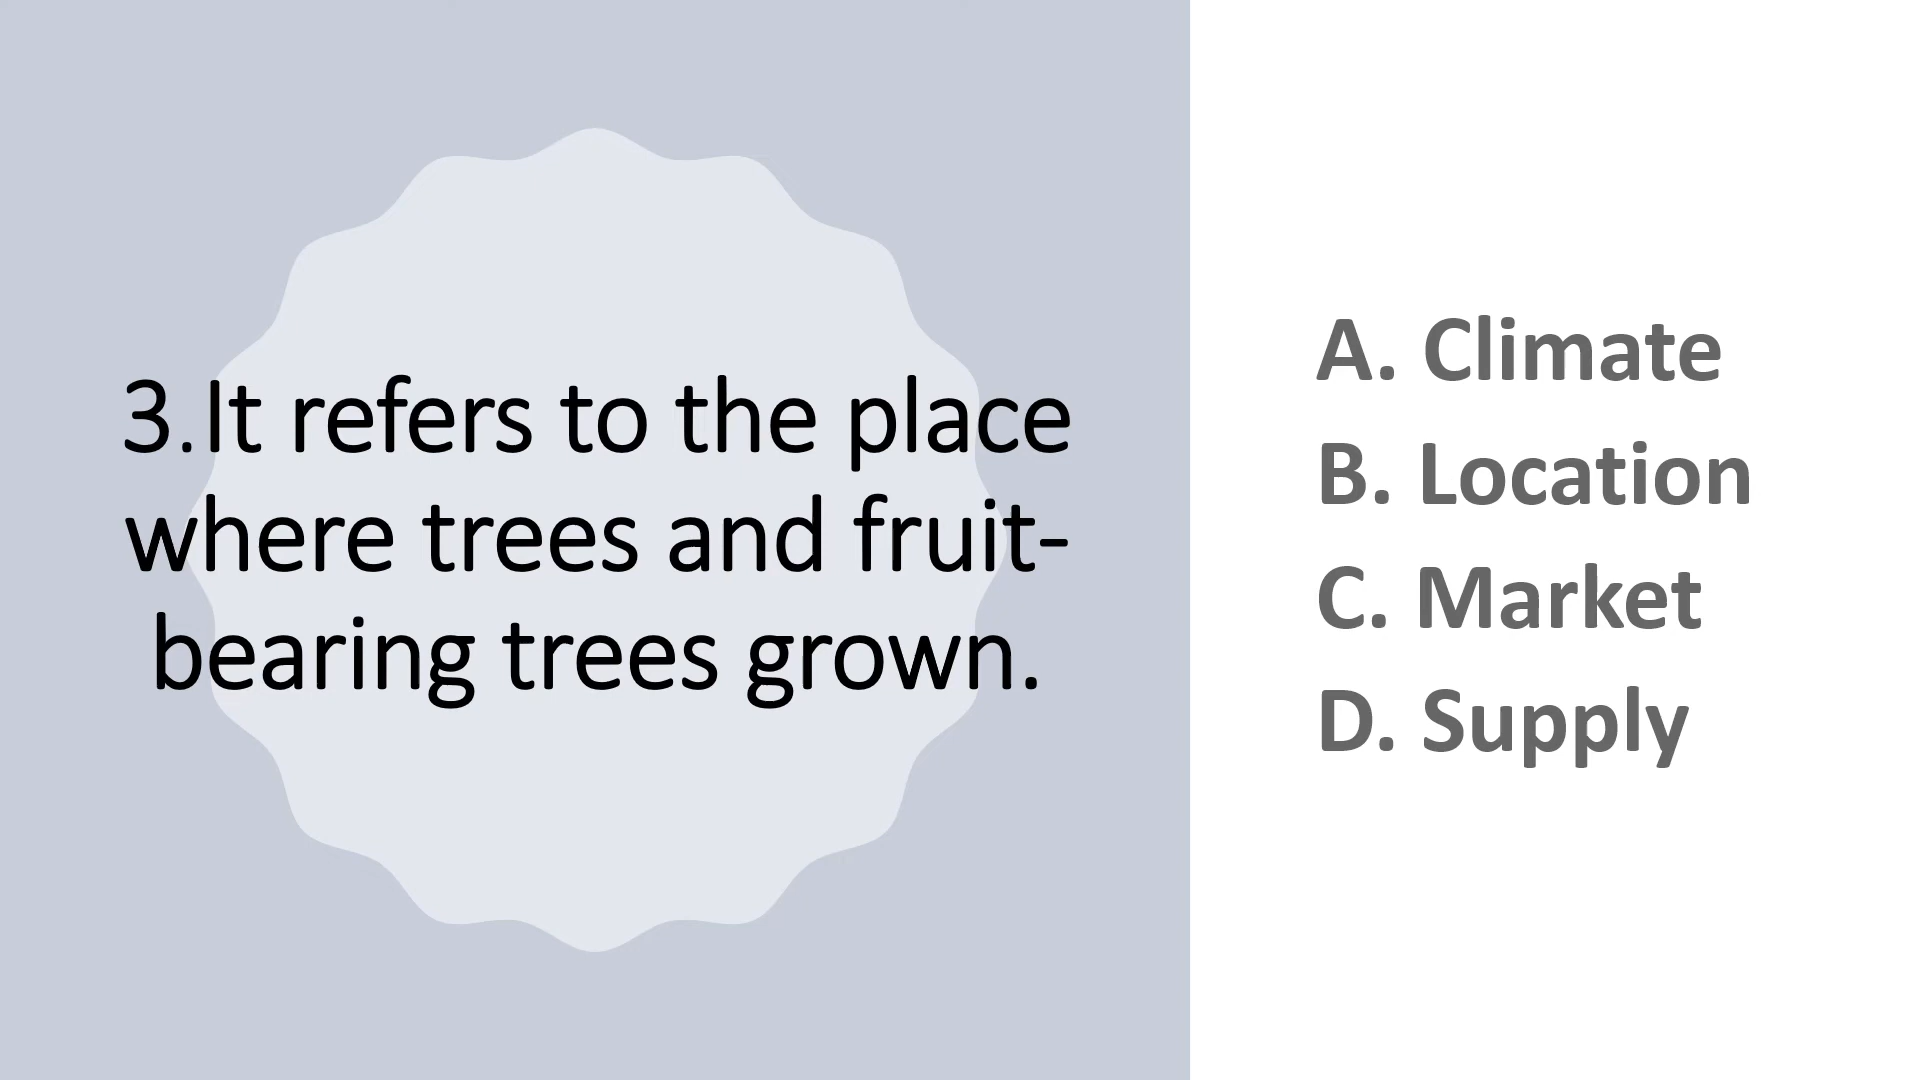 3.It refers to the place
where trees and fruit-
bearing trees grown.
A. Climate
B. Location
C. Market
D. Supply